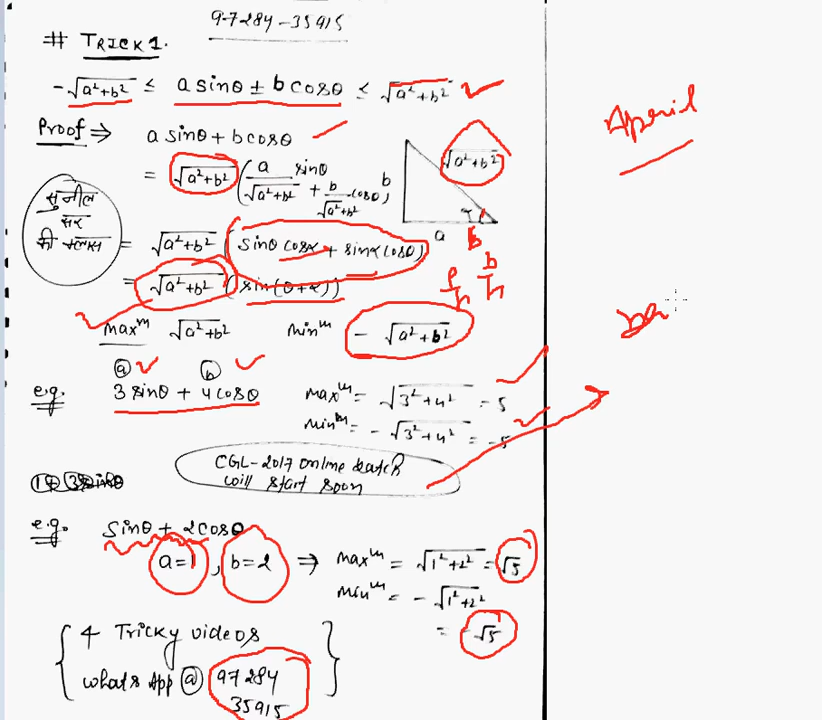 97284-35915
# TRICK 1.
-√a²+b² ≤ a sinθ ± b cosθ ≤ √a²+b²
Proof ⇒ a sinθ + b cosθ
= √a²+b² ( a/√a²+b² sinθ + b/√a²+b² cosθ )
b
√a²+b²
α
a
सुनील
सर
की क्लास
= √a²+b² ( sinθ cosα + sinα cosθ )
= √a²+b² ( sin(θ+α) )
b
p/h b/h
maxᵐ √a²+b² minᵐ - √a²+b²
ⓐ ⓑ
e.g. 3 sinθ + 4 cosθ maxᵐ = √3²+4² = 5
minᵐ = - √3²+4² = -5
CGL-2017 online batch
will start soon
e.g. sinθ + 2cosθ
a=1, b=2 ⇒ maxᵐ = √1²+2² = √5
minᵐ = - √1²+2²
= -√5
{ 4 Tricky videos
whats App @ 97284
35915 }
April